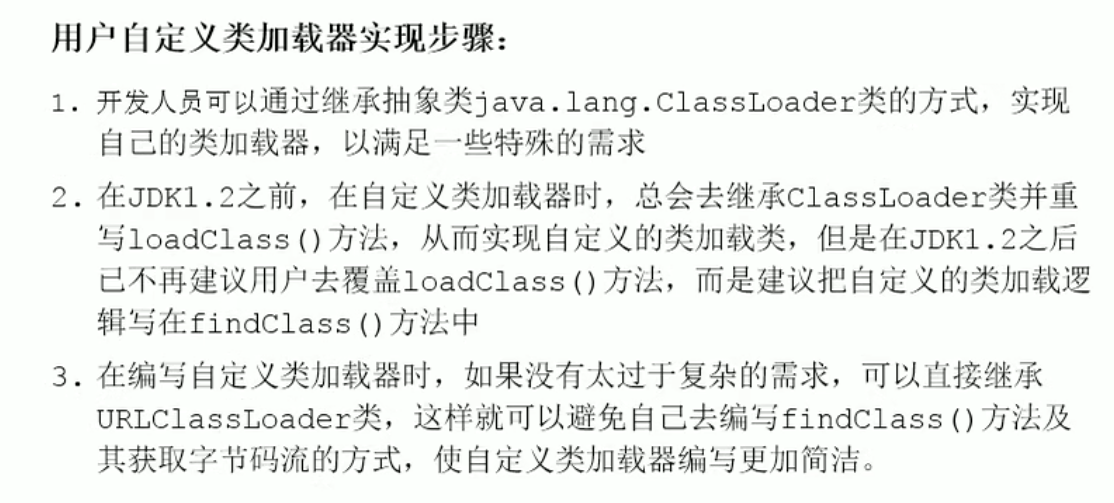 用户自定义类加载器实现步骤：
1. 开发人员可以通过继承抽象类java.lang.ClassLoader类的方式，实现
自己的类加载器，以满足一些特殊的需求
2. 在JDK1.2之前，在自定义类加载器时，总会去继承ClassLoader类并重
写loadClass()方法，从而实现自定义的类加载类，但是在JDK1.2之后
已不再建议用户去覆盖loadClass()方法，而是建议把自定义的类加载逻
辑写在findClass()方法中
3. 在编写自定义类加载器时，如果没有太过于复杂的需求，可以直接继承
URLClassLoader类，这样就可以避免自己去编写findClass()方法及
其获取字节码流的方式，使自定义类加载器编写更加简洁。